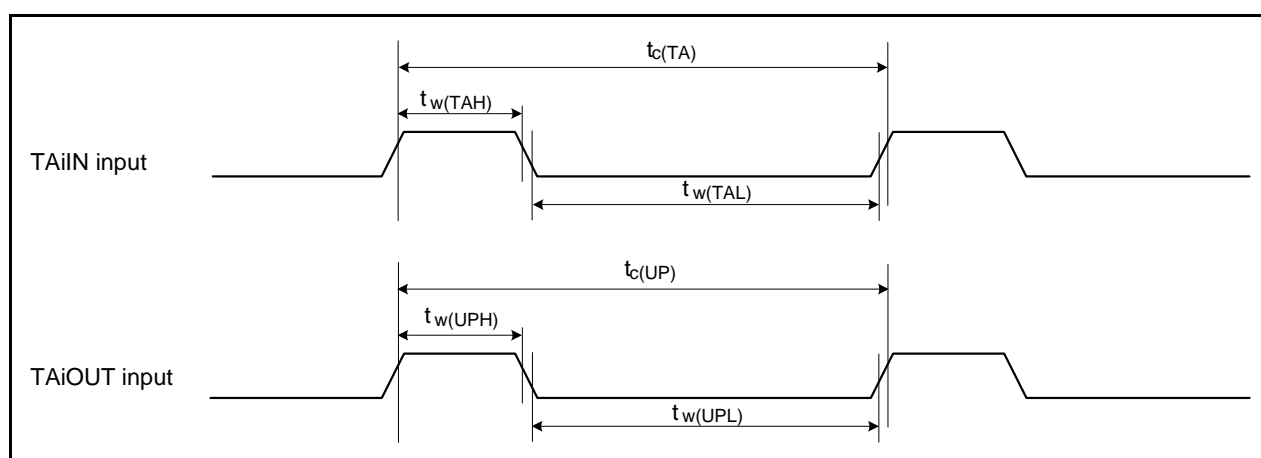 tc(TA)
tw(TAH)
TAiIN input
tw(TAL)
tc(UP)
tw(UPH)
TAiOUT input
tw(UPL)